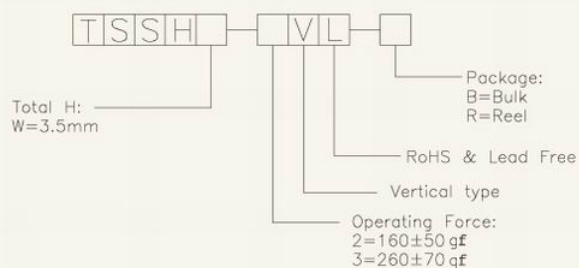 TSSH - VL -
Package:
B=Bulk
R=Reel
Total H:
W=3.5mm
RoHS & Lead Free
Vertical type
Operating Force:
2=160±50 gf
3=260±70 gf